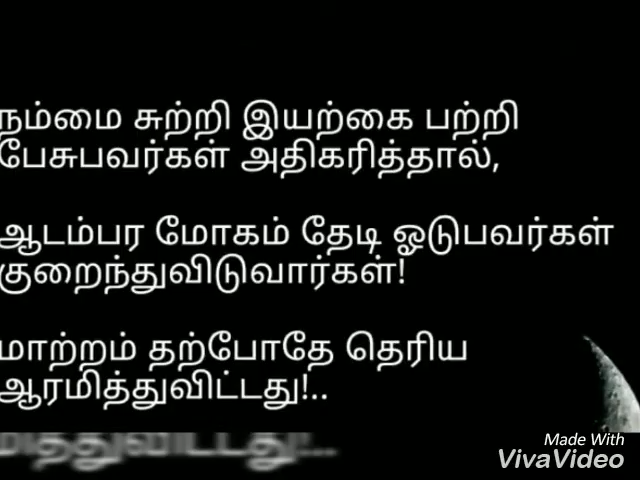 நம்மை சுற்றி இயற்கை பற்றி
பேசுபவர்கள் அதிகரித்தால்,
ஆடம்பர மோகம் தேடி ஓடுபவர்கள்
குறைந்துவிடுவார்கள்!
மாற்றம் தற்போதே தெரிய
ஆரமித்துவிட்டது!..
மித்துவிட்டது!..
Made With
VivaVideo